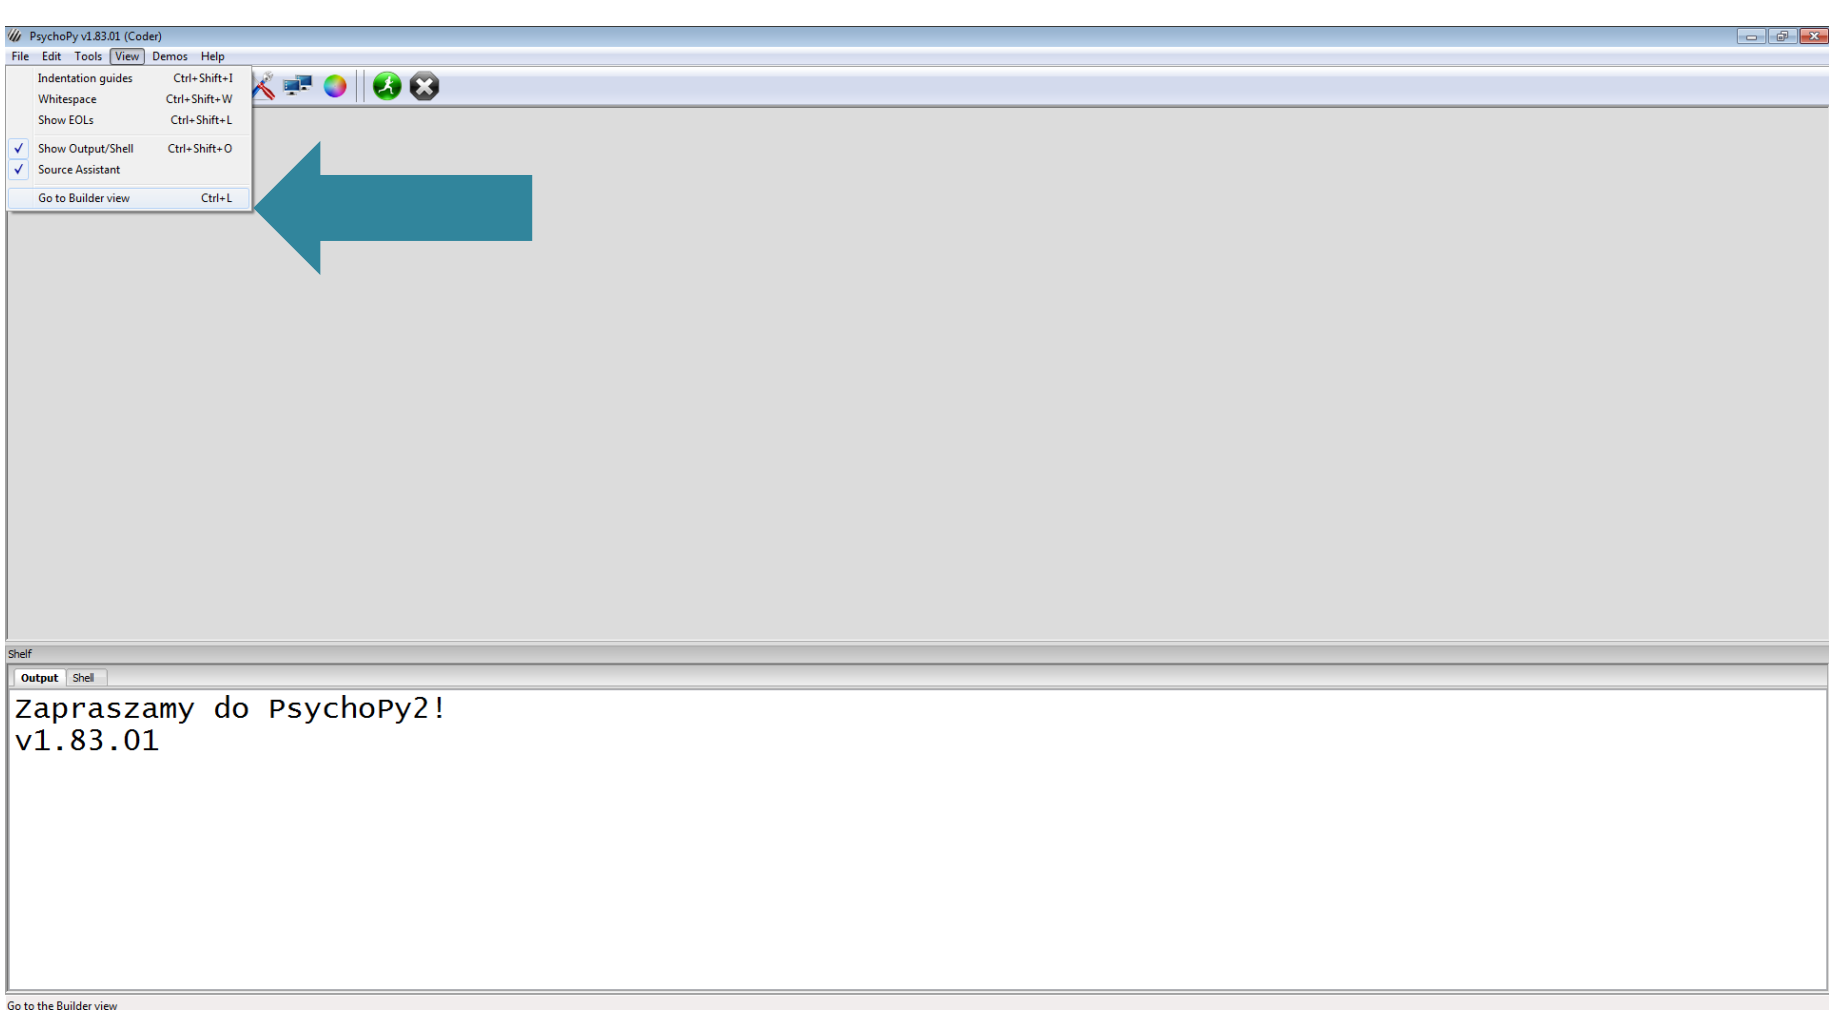 PsychoPy v1.83.01 (Coder)
File Edit Tools View Demos Help
Indentation guides Ctrl+Shift+I
Whitespace Ctrl+Shift+W
Show EOLs Ctrl+Shift+L
Show Output/Shell Ctrl+Shift+O
Source Assistant
Go to Builder view Ctrl+L
Shelf
Output Shell
Zapraszamy do PsychoPy2!
v1.83.01
Go to the Builder view